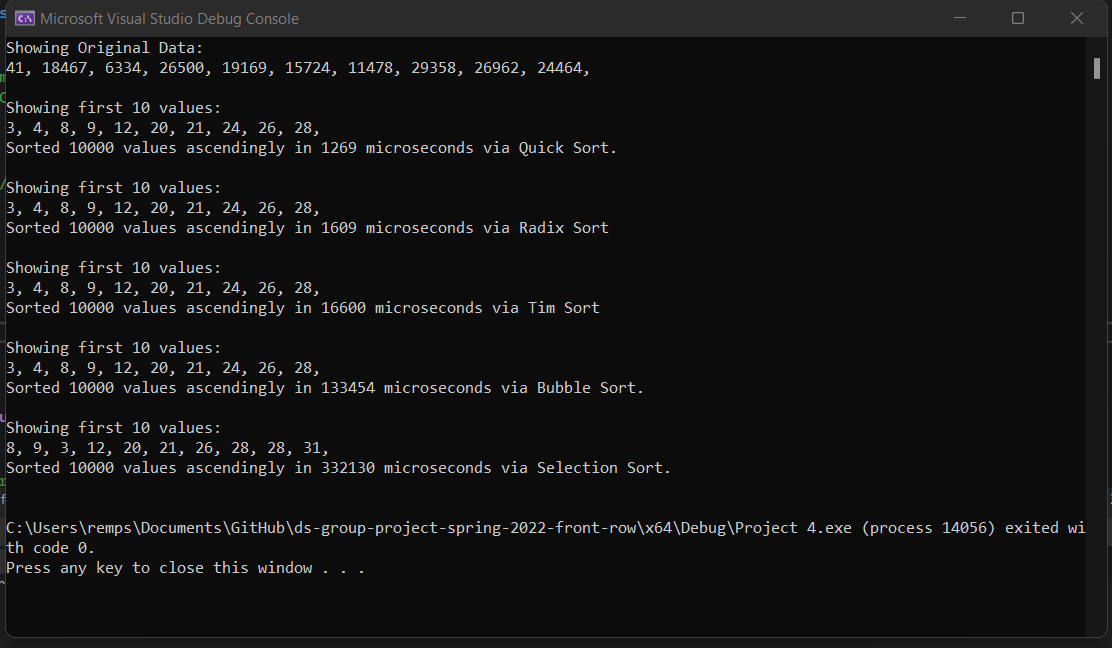 Microsoft Visual Studio Debug Console
Showing Original Data:
41, 18467, 6334, 26500, 19169, 15724, 11478, 29358, 26962, 24464,
Showing first 10 values:
3, 4, 8, 9, 12, 20, 21, 24, 26, 28,
Sorted 10000 values ascendingly in 1269 microseconds via Quick Sort.
Showing first 10 values:
3, 4, 8, 9, 12, 20, 21, 24, 26, 28,
Sorted 10000 values ascendingly in 1609 microseconds via Radix Sort
Showing first 10 values:
3, 4, 8, 9, 12, 20, 21, 24, 26, 28,
Sorted 10000 values ascendingly in 16600 microseconds via Tim Sort
Showing first 10 values:
3, 4, 8, 9, 12, 20, 21, 24, 26, 28,
Sorted 10000 values ascendingly in 133454 microseconds via Bubble Sort.
Showing first 10 values:
8, 9, 3, 12, 20, 21, 26, 28, 28, 31,
Sorted 10000 values ascendingly in 332130 microseconds via Selection Sort.
C:\Users\remps\Documents\GitHub\ds-group-project-spring-2022-front-row\x64\Debug\Project 4.exe (process 14056) exited wi
th code 0.
Press any key to close this window . . .